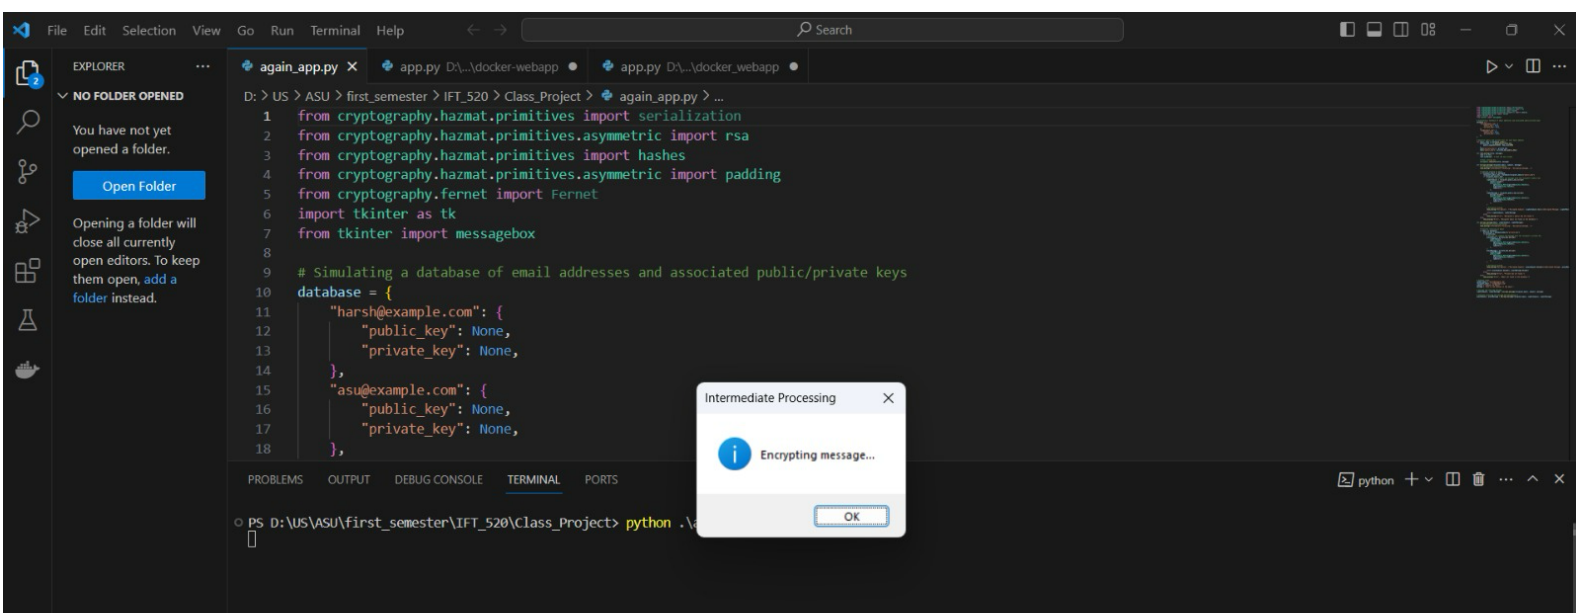 File Edit Selection View Go Run Terminal Help
Search
EXPLORER
NO FOLDER OPENED
You have not yet
opened a folder.
Open Folder
Opening a folder will
close all currently
open editors. To keep
them open, add a
folder instead.
2
again_app.py
app.py D:\...\docker-webapp
app.py D:\...\docker_webapp
D: > US > ASU > first_semester > IFT_520 > Class_Project > again_app.py > ...
1 from cryptography.hazmat.primitives import serialization
2 from cryptography.hazmat.primitives.asymmetric import rsa
3 from cryptography.hazmat.primitives import hashes
4 from cryptography.hazmat.primitives.asymmetric import padding
5 from cryptography.fernet import Fernet
6 import tkinter as tk
7 from tkinter import messagebox
8
9 # Simulating a database of email addresses and associated public/private keys
10 database = {
11 "harsh@example.com": {
12 "public_key": None,
13 "private_key": None,
14 },
15 "asu@example.com": {
16 "public_key": None,
17 "private_key": None,
18 },
Intermediate Processing
Encrypting message...
OK
PROBLEMS OUTPUT DEBUG CONSOLE TERMINAL PORTS
python
PS D:\US\ASU\first_semester\IFT_520\Class_Project> python .\